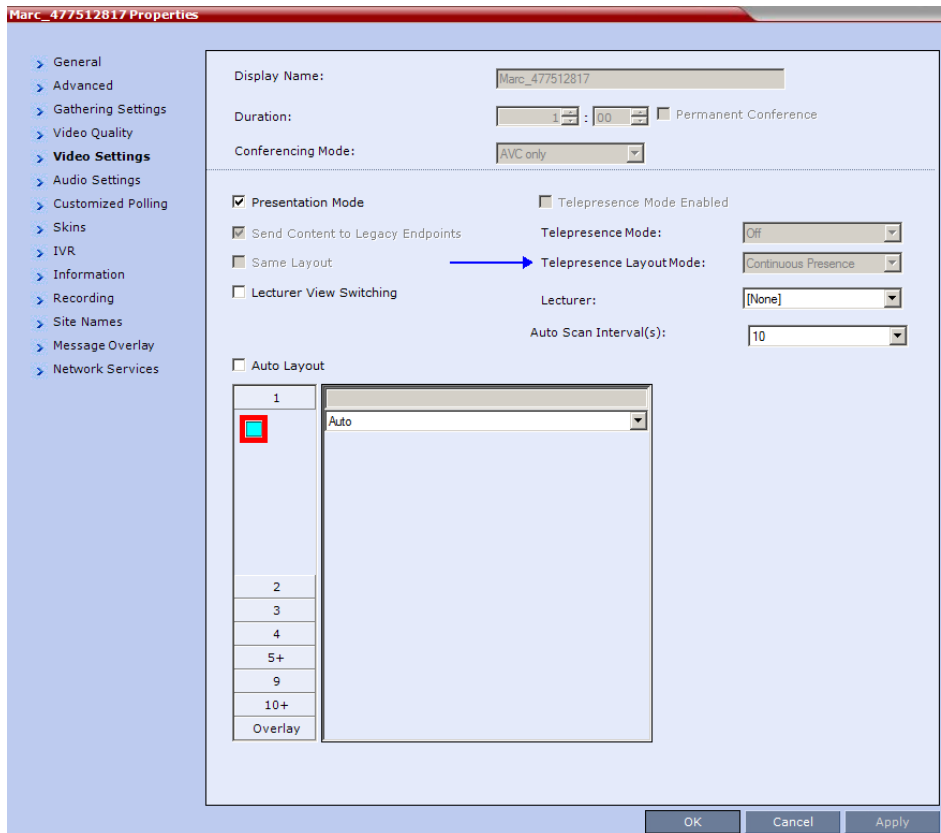 Marc_477512817 Properties
General
Advanced
Gathering Settings
Video Quality
Video Settings
Audio Settings
Customized Polling
Skins
IVR
Information
Recording
Site Names
Message Overlay
Network Services
Display Name: Marc_477512817
Duration: 1 : 00 Permanent Conference
Conferencing Mode: AVC only
Presentation Mode Telepresence Mode Enabled
Send Content to Legacy Endpoints Telepresence Mode: Off
Same Layout Telepresence Layout Mode: Continuous Presence
Lecturer View Switching Lecturer: [None]
Auto Scan Interval(s): 10
Auto Layout
1
Auto
2
3
4
5+
9
10+
Overlay
OK Cancel Apply